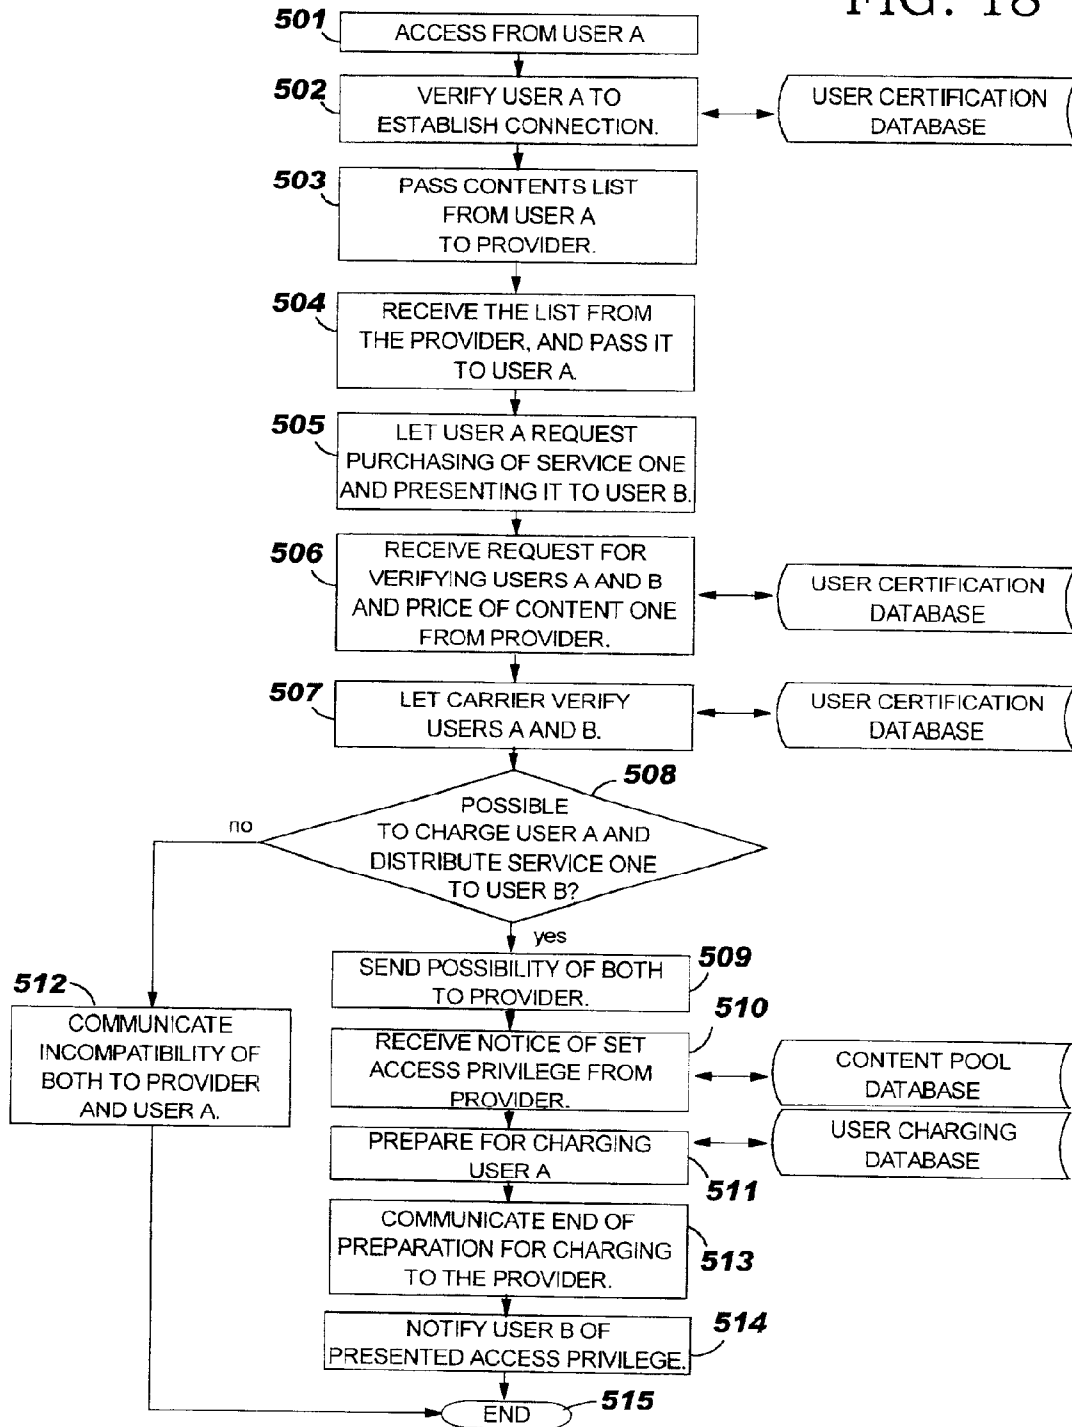 FIG. 18
501
ACCESS FROM USER A
502
VERIFY USER A TO
ESTABLISH CONNECTION.
USER CERTIFICATION
DATABASE
503
PASS CONTENTS LIST
FROM USER A
TO PROVIDER.
504
RECEIVE THE LIST FROM
THE PROVIDER, AND PASS IT
TO USER A.
505
LET USER A REQUEST
PURCHASING OF SERVICE ONE
AND PRESENTING IT TO USER B.
506
RECEIVE REQUEST FOR
VERIFYING USERS A AND B
AND PRICE OF CONTENT ONE
FROM PROVIDER.
USER CERTIFICATION
DATABASE
507
LET CARRIER VERIFY
USERS A AND B.
USER CERTIFICATION
DATABASE
508
POSSIBLE
TO CHARGE USER A AND
DISTRIBUTE SERVICE ONE
TO USER B?
no
yes
509
SEND POSSIBILITY OF BOTH
TO PROVIDER.
512
COMMUNICATE
INCOMPATIBILITY OF
BOTH TO PROVIDER
AND USER A.
510
RECEIVE NOTICE OF SET
ACCESS PRIVILEGE FROM
PROVIDER.
CONTENT POOL
DATABASE
PREPARE FOR CHARGING
USER A
511
USER CHARGING
DATABASE
COMMUNICATE END OF
PREPARATION FOR CHARGING
TO THE PROVIDER.
513
NOTIFY USER B OF
PRESENTED ACCESS PRIVILEGE.
514
END
515